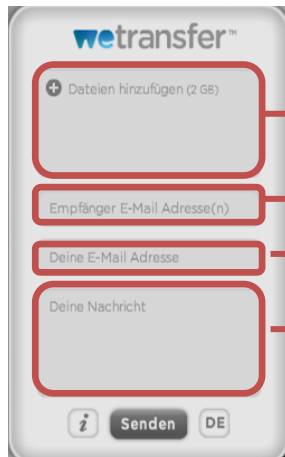 wetransfer™
Dateien hinzufügen (2 GB)
Empfänger E-Mail Adresse(n)
Deine E-Mail Adresse
Deine Nachricht
i Senden DE